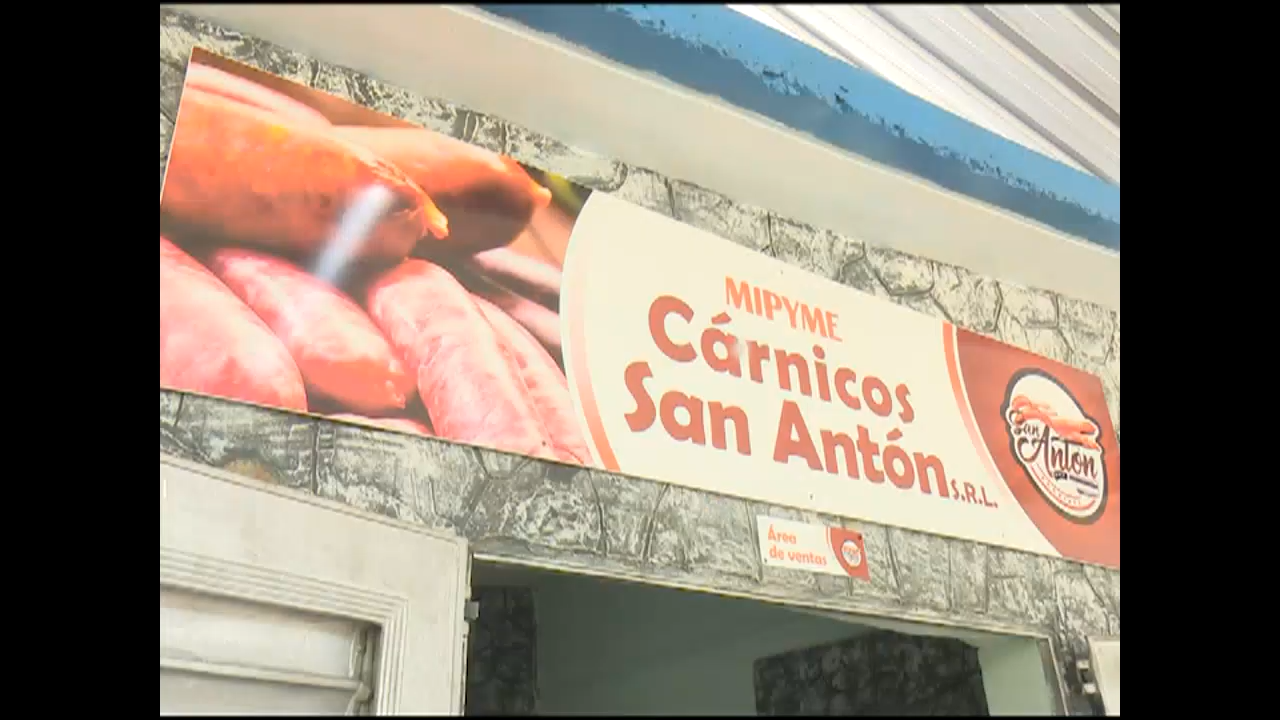 MIPYME
Cárnicos
San Antón S.R.L.
San
Antón
Área
de ventas